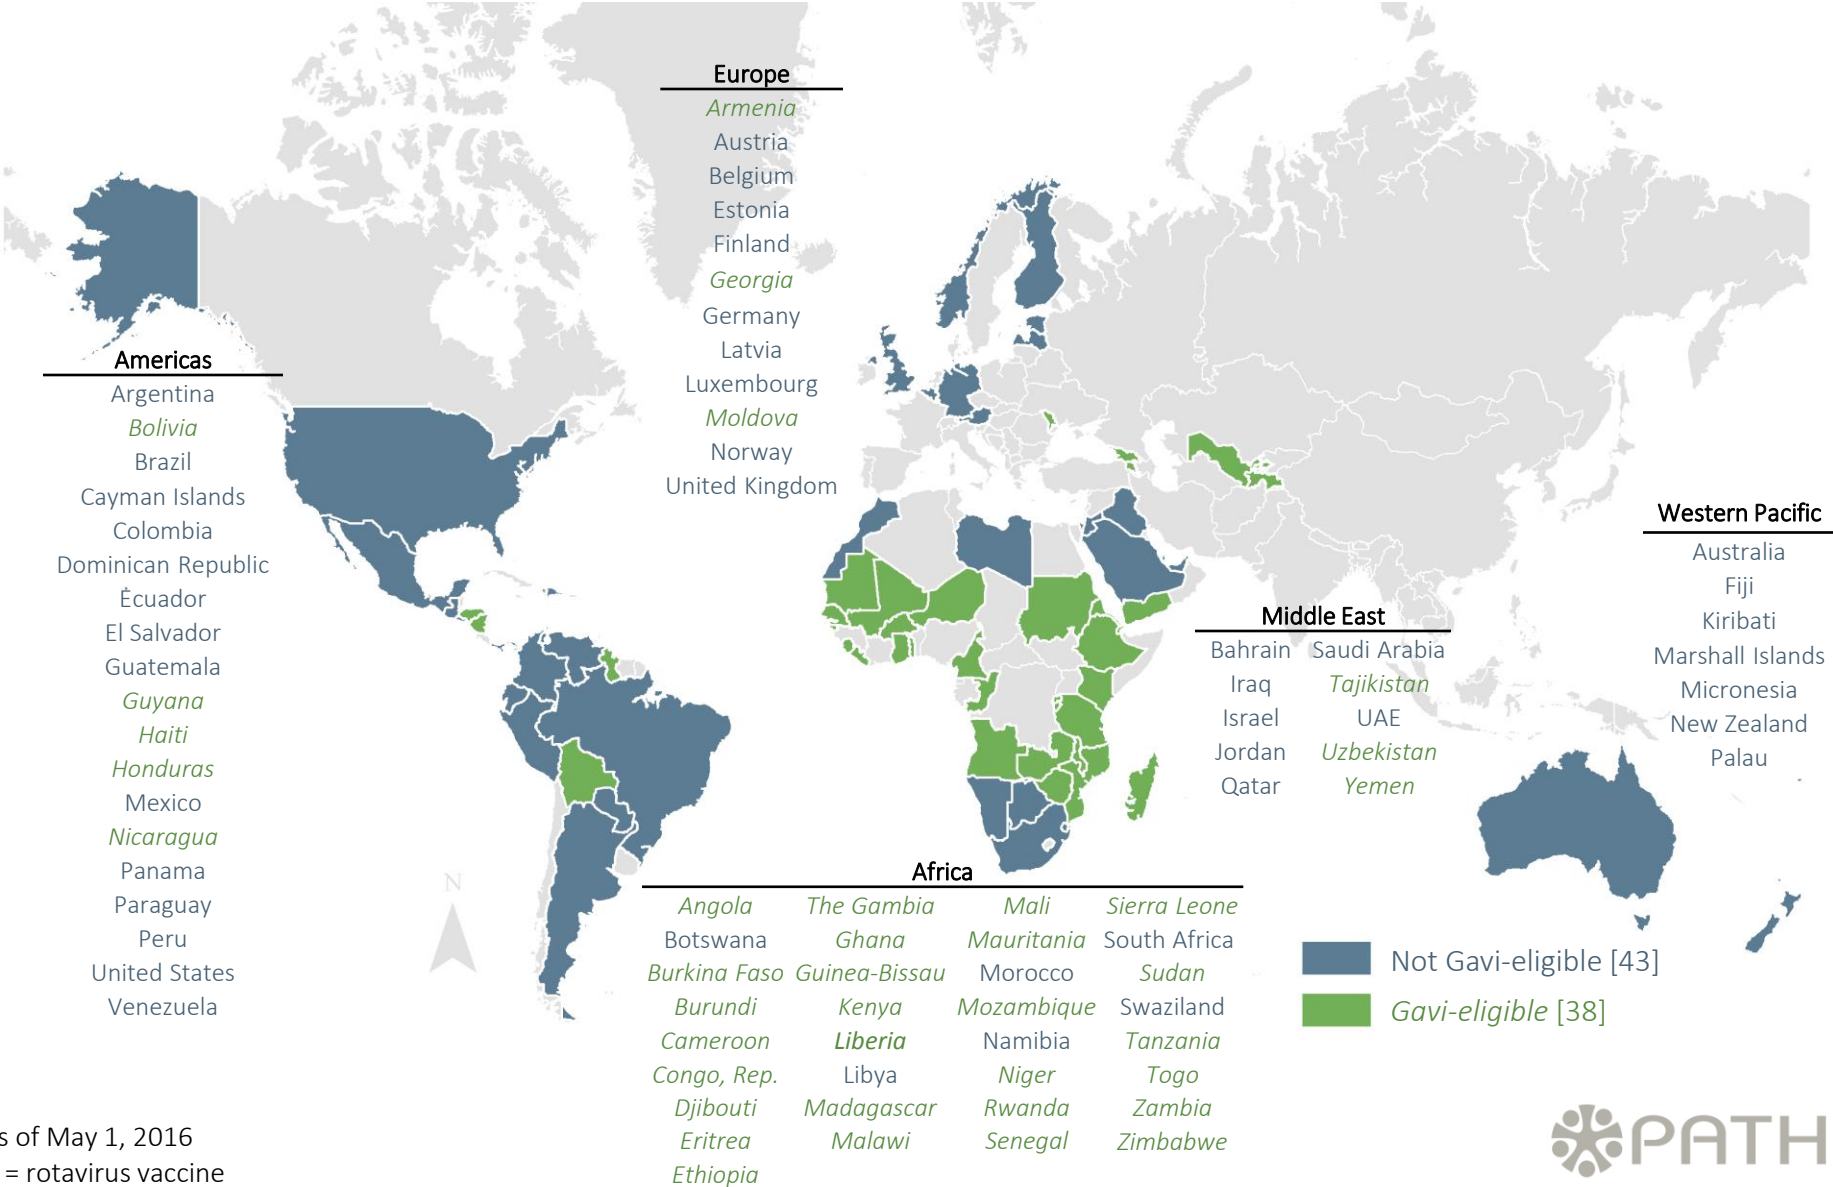 Europe
Armenia
Austria
Belgium
Estonia
Finland
Georgia
Germany
Latvia
Luxembourg
Moldova
Norway
United Kingdom
Americas
Argentina
Bolivia
Brazil
Cayman Islands
Colombia
Dominican Republic
Ècuador
El Salvador
Guatemala
Guyana
Haiti
Honduras
Mexico
Nicaragua
Panama
Paraguay
Peru
United States
Venezuela
Western Pacific
Australia
Fiji
Kiribati
Marshall Islands
Micronesia
New Zealand
Palau
Middle East
Bahrain Saudi Arabia
Iraq Tajikistan
Israel UAE
Jordan Uzbekistan
Qatar Yemen
N
Africa
Angola The Gambia Mali Sierra Leone
Botswana Ghana Mauritania South Africa
Burkina Faso Guinea-Bissau Morocco Sudan
Burundi Kenya Mozambique Swaziland
Cameroon Liberia Namibia Tanzania
Congo, Rep. Libya Niger Togo
Djibouti Madagascar Rwanda Zambia
Eritrea Malawi Senegal Zimbabwe
Ethiopia
Not Gavi-eligible [43]
Gavi-eligible [38]
s of May 1, 2016
= rotavirus vaccine
PATH